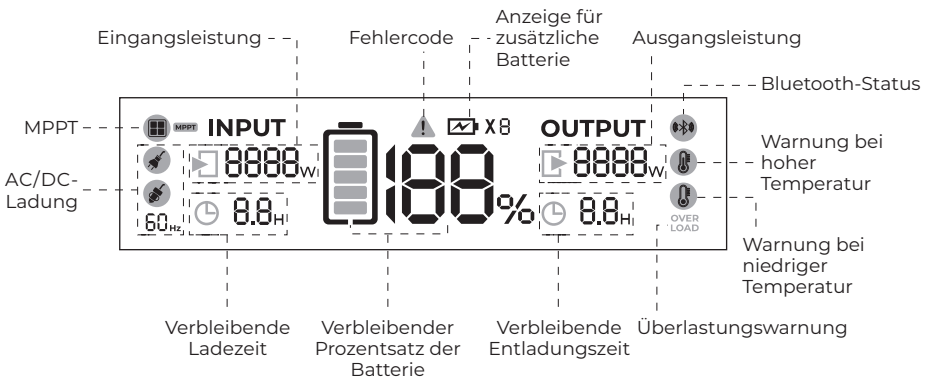 Anzeige für
zusätzliche
Batterie
Eingangsleistung
Fehlercode
Ausgangsleistung
Bluetooth-Status
MPPT
MPPT INPUT
X8
OUTPUT
Warnung bei
hoher
Temperatur
8888W
188%
8888W
AC/DC-
Ladung
60Hz
8.8H
8.8H
OVER
LOAD
Warnung bei
niedriger
Temperatur
Verbleibende
Ladezeit
Verbleibender
Prozentsatz der
Batterie
Verbleibende
Entladungszeit
Überlastungswarnung